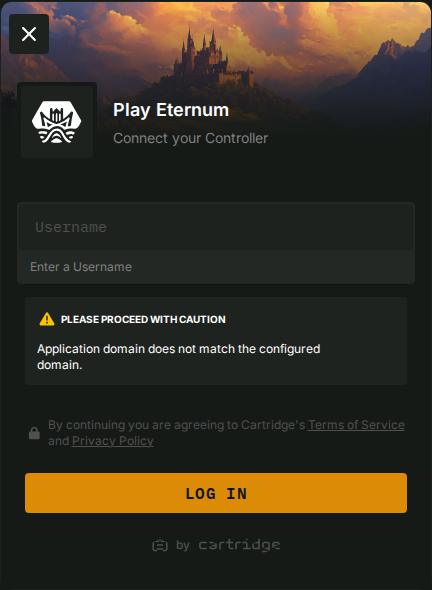 Play Eternum
Connect your Controller
Username
Enter a Username
PLEASE PROCEED WITH CAUTION
Application domain does not match the configured
domain.
By continuing you are agreeing to Cartridge's Terms of Service
and Privacy Policy
LOG IN
by cartridge